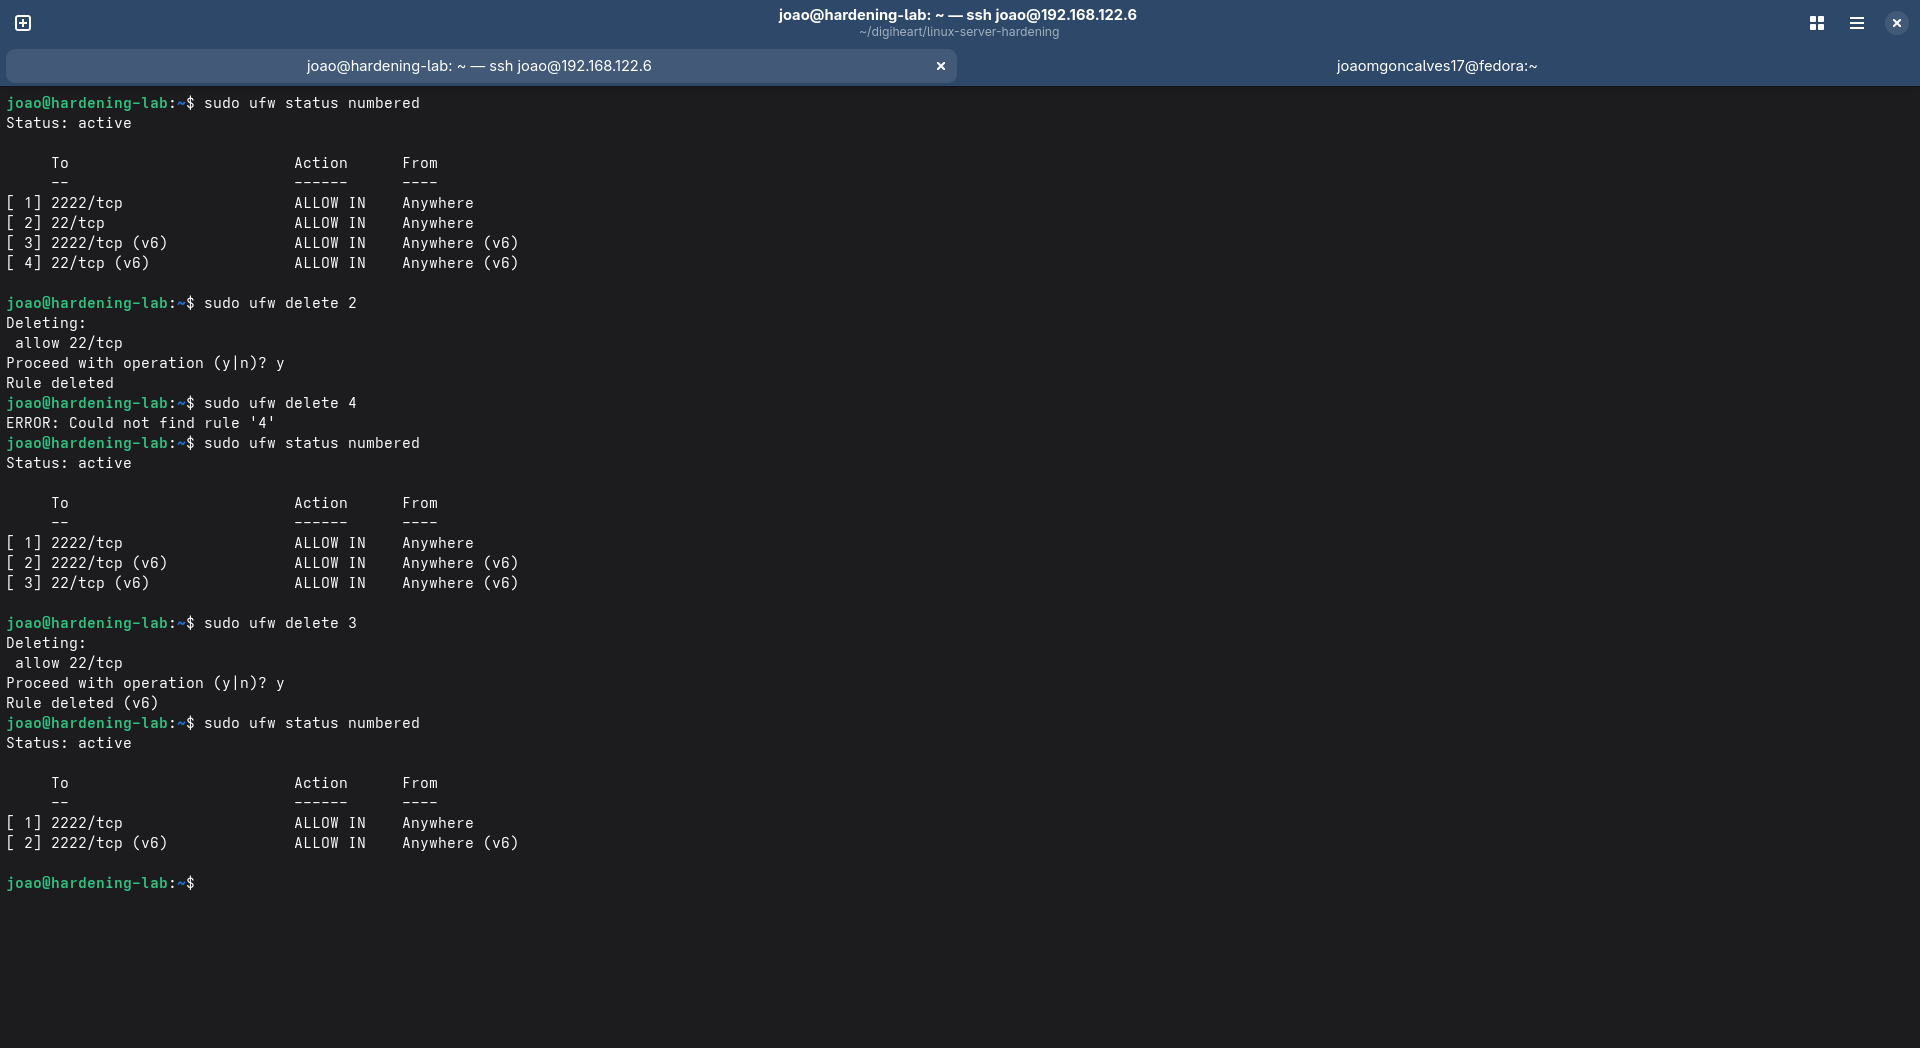 joao@hardening-lab: ~ — ssh joao@192.168.122.6
~/digiheart/linux-server-hardening
joao@hardening-lab: ~ — ssh joao@192.168.122.6
joaomgoncalves17@fedora:~
joao@hardening-lab:~$ sudo ufw status numbered
Status: active
To Action From
-- ------ ----
[ 1] 2222/tcp ALLOW IN Anywhere
[ 2] 22/tcp ALLOW IN Anywhere
[ 3] 2222/tcp (v6) ALLOW IN Anywhere (v6)
[ 4] 22/tcp (v6) ALLOW IN Anywhere (v6)
joao@hardening-lab:~$ sudo ufw delete 2
Deleting:
allow 22/tcp
Proceed with operation (y|n)? y
Rule deleted
joao@hardening-lab:~$ sudo ufw delete 4
ERROR: Could not find rule '4'
joao@hardening-lab:~$ sudo ufw status numbered
Status: active
To Action From
-- ------ ----
[ 1] 2222/tcp ALLOW IN Anywhere
[ 2] 2222/tcp (v6) ALLOW IN Anywhere (v6)
[ 3] 22/tcp (v6) ALLOW IN Anywhere (v6)
joao@hardening-lab:~$ sudo ufw delete 3
Deleting:
allow 22/tcp
Proceed with operation (y|n)? y
Rule deleted (v6)
joao@hardening-lab:~$ sudo ufw status numbered
Status: active
To Action From
-- ------ ----
[ 1] 2222/tcp ALLOW IN Anywhere
[ 2] 2222/tcp (v6) ALLOW IN Anywhere (v6)
joao@hardening-lab:~$